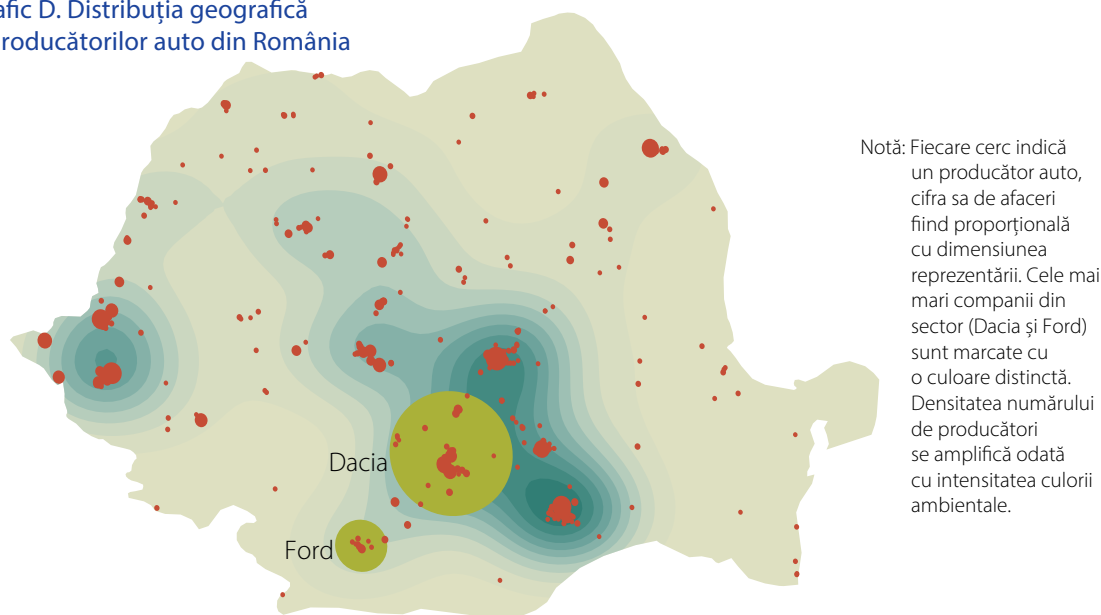 afic D. Distribuția geografică
roducătorilor auto din România
Notă: Fiecare cerc indică
un producător auto,
cifra sa de afaceri
fiind proporțională
cu dimensiunea
reprezentării. Cele mai
mari companii din
sector (Dacia și Ford)
sunt marcate cu
o culoare distinctă.
Densitatea numărului
de producători
se amplifică odată
cu intensitatea culorii
ambientale.
Dacia
Ford